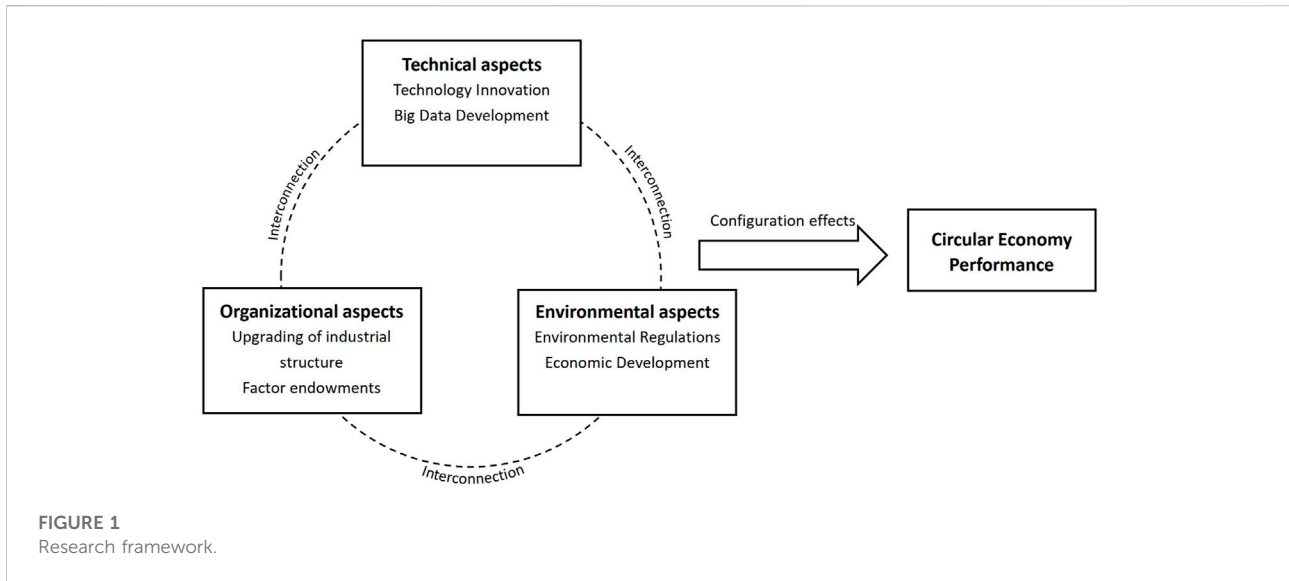 Technical aspects
Technology Innovation
Big Data Development
Interconnection
Interconnection
Organizational aspects
Upgrading of industrial
structure
Factor endowments
Environmental aspects
Environmental Regulations
Economic Development
Interconnection
Configuration effects
Circular Economy
Performance
FIGURE 1
Research framework.